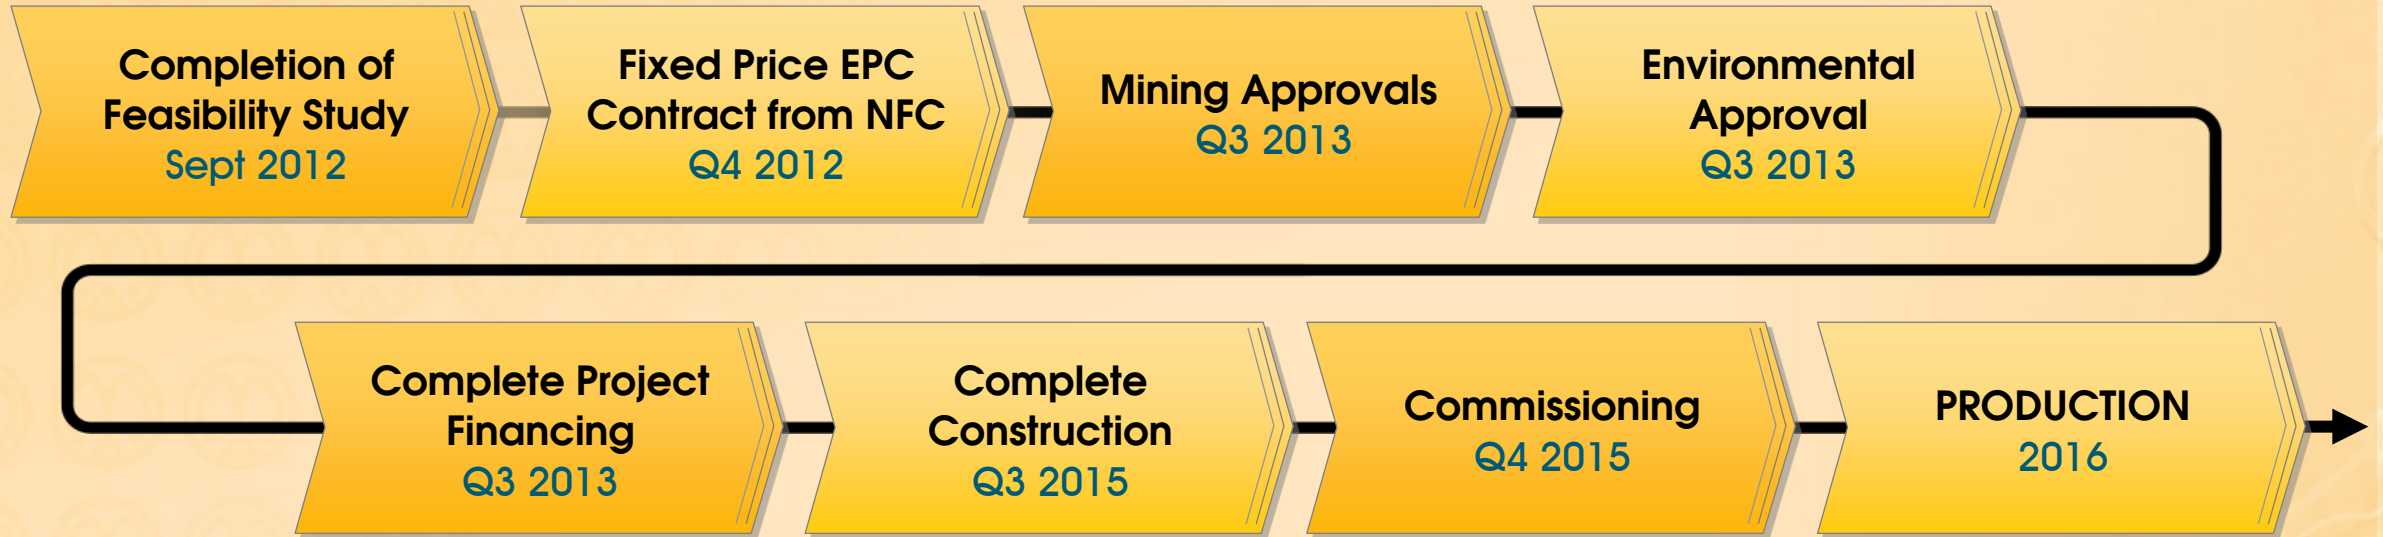 Completion of
Feasibility Study
Sept 2012
Fixed Price EPC
Contract from NFC
Q4 2012
Mining Approvals
Q3 2013
Environmental
Approval
Q3 2013
Complete Project
Financing
Q3 2013
Complete
Construction
Q3 2015
Commissioning
Q4 2015
PRODUCTION
2016